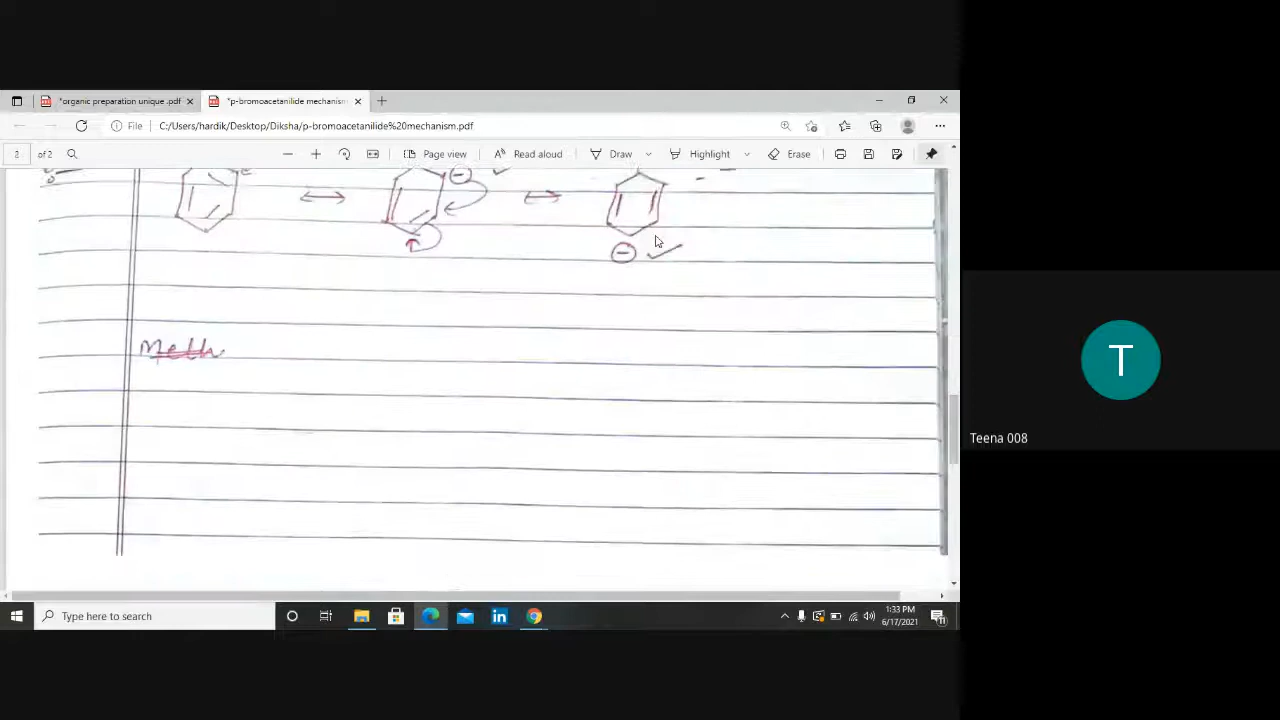 *organic preparation unique .pdf
*p-bromoacetanilide mechanism
File C:/Users/hardik/Desktop/Diksha/p-bromoacetanilide%20mechanism.pdf
2 of 2 Page view Read aloud Draw Highlight Erase
Meth
T
Teena 008
Type here to search
1:33 PM
6/17/2021